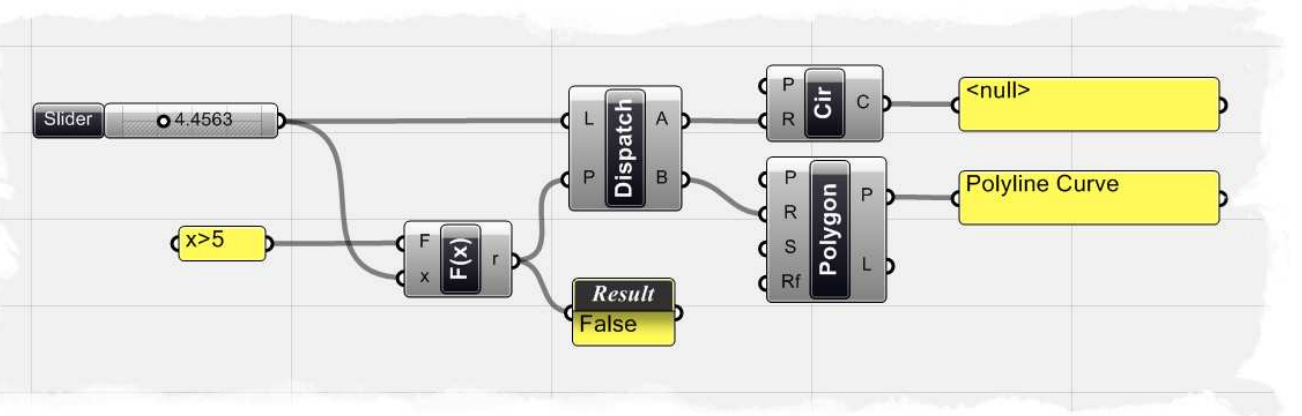 Slider 4.4563
x>5
F
x
F(x)
r
L
P
Dispatch
A
B
Result
False
P
R
Cir
C
<null>
P
R
S
Rf
Polygon
P
L
Polyline Curve